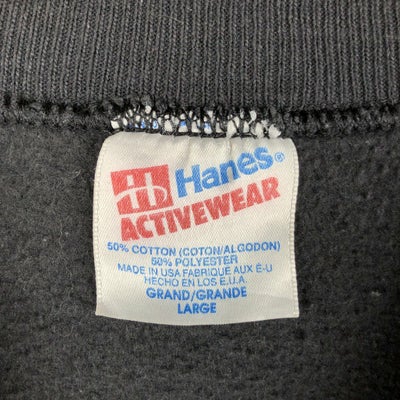 Hanes®
ACTIVEWEAR
50% COTTON (COTON/ALGODON)
50% POLYESTER
MADE IN USA FABRIQUE AUX É-U
HECHO EN LOS E.U.A.
GRAND/GRANDE
LARGE